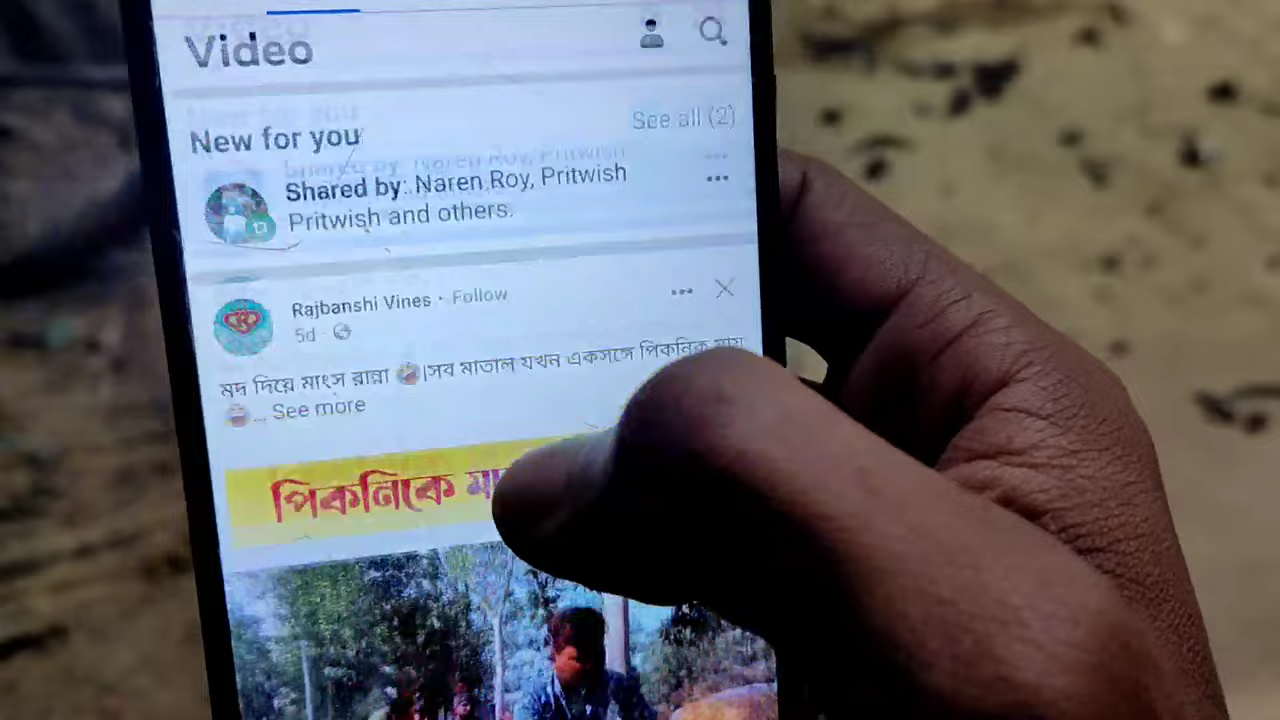 Video
New for you
See all (2)
Shared by: Naren Roy, Pritwish
Pritwish and others.
Rajbanshi Vines · Follow
5d
মদ দিয়ে মাংস রান্না 🤣।সব মাতাল যখন একসঙ্গে পিকনিক যায়
... See more
পিকনিকে